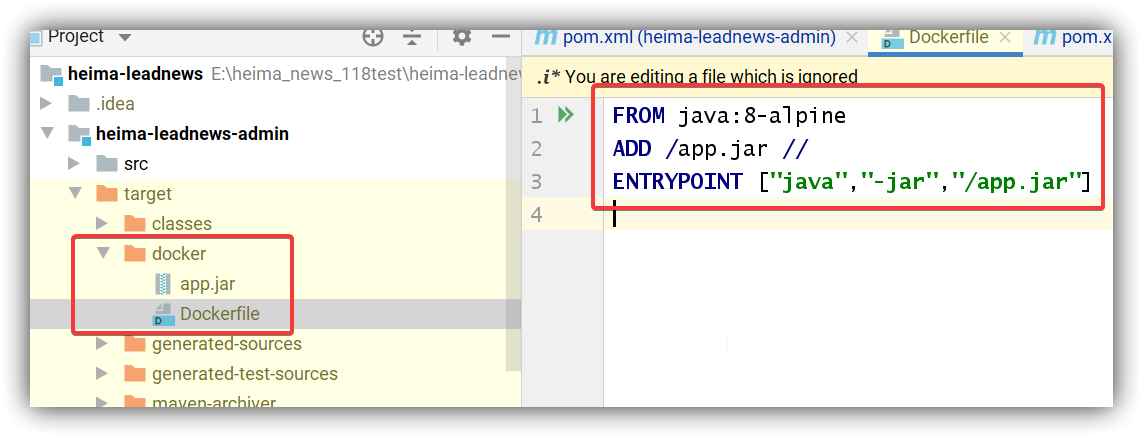 Project
heima-leadnews E:\heima_news_118test\heima-leadnew
.idea
heima-leadnews-admin
src
target
classes
docker
app.jar
Dockerfile
generated-sources
generated-test-sources
maven-archiver
m pom.xml (heima-leadnews-admin) Dockerfile m pom.x
.i* You are editing a file which is ignored
1 FROM java:8-alpine
2 ADD /app.jar //
3 ENTRYPOINT ["java","-jar","/app.jar"]
4